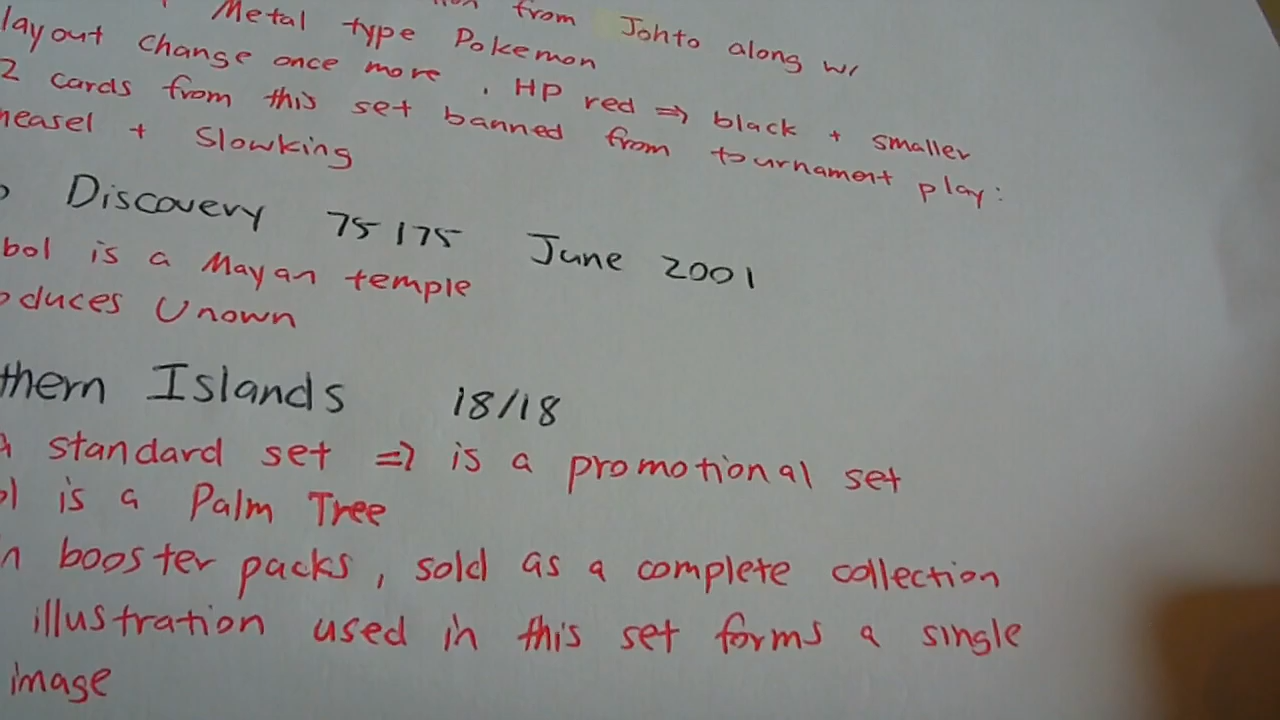 from Johto along w/
Metal type Pokemon
layout change once more. HP red => black + smaller
2 cards from this set banned from tournament play:
neasel + Slowking
Discovery 75/75 June 2001
bol is a Mayan temple
oduces Unown
thern Islands 18/18
standard set => is a promotional set
ol is a Palm Tree
n booster packs, sold as a complete collection
illustration used in this set forms a single
image